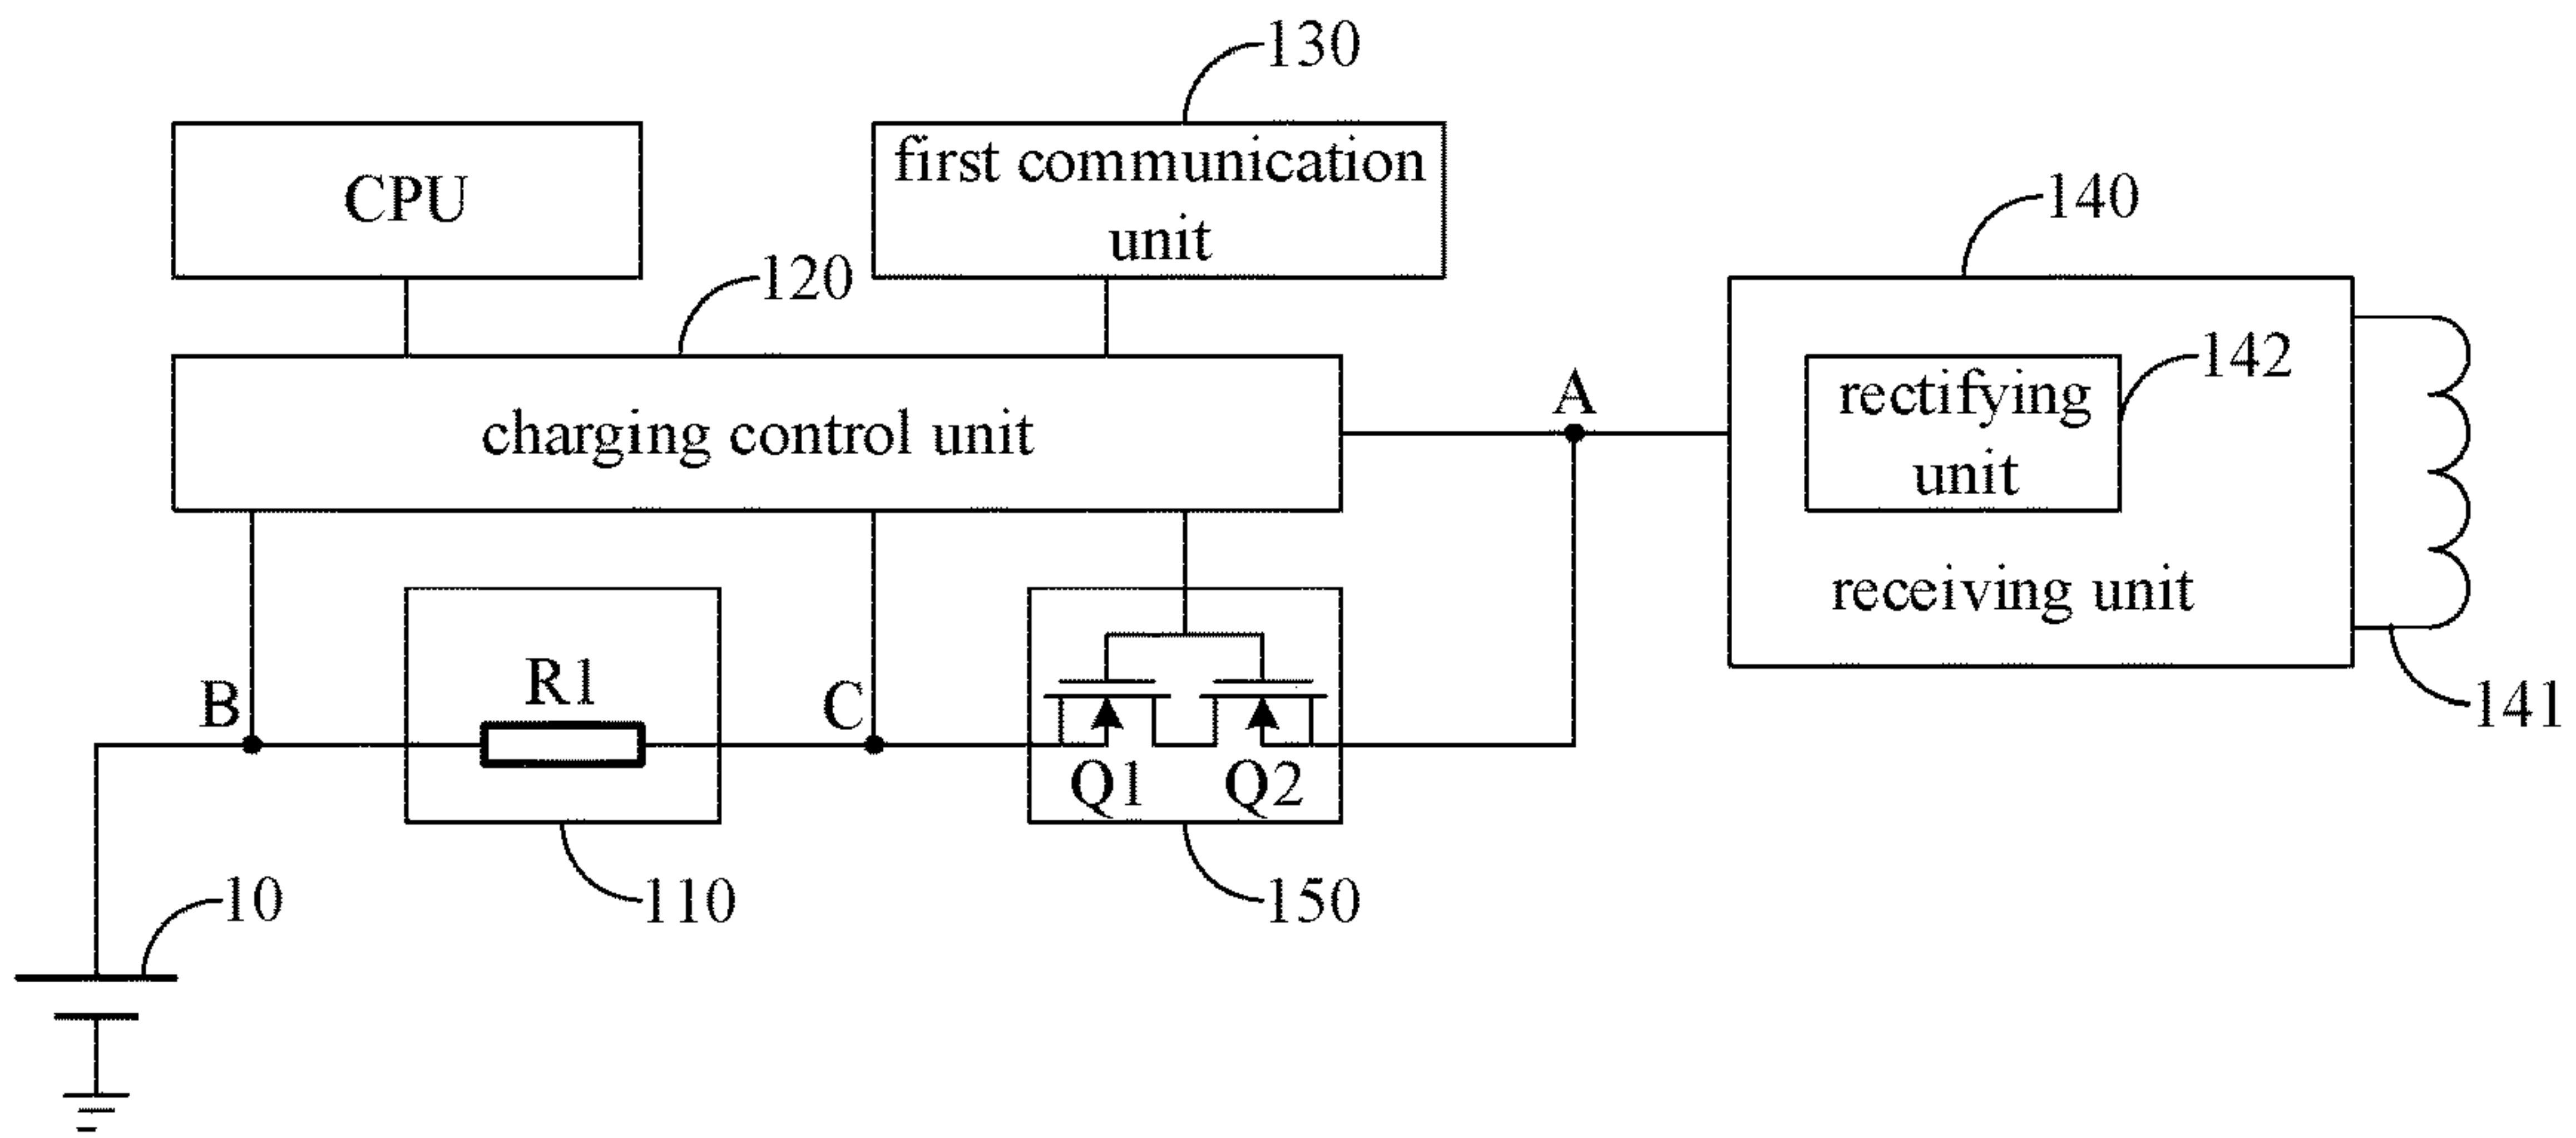 130
CPU
first communication
unit
140
120
142
rectifying
unit
A
charging control unit
receiving unit
R1
B
C
141
Q1
Q2
10
110
150